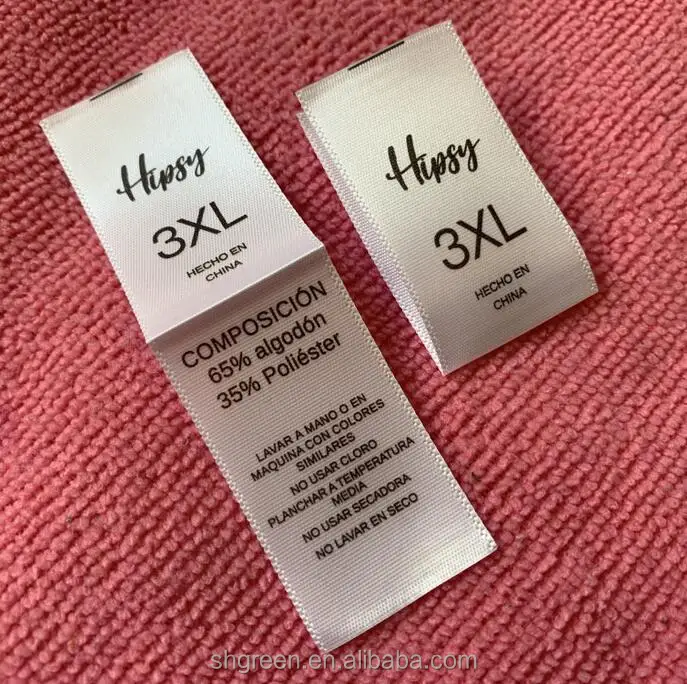 Hipsy
3XL
HECHO EN
CHINA
COMPOSICIÓN
65% algodón
35% Poliéster
LAVAR A MANO O EN
MAQUINA CON COLORES
SIMILARES
NO USAR CLORO
PLANCHAR A TEMPERATURA
MEDIA
NO USAR SECADORA
NO LAVAR EN SECO
Hipsy
3XL
HECHO EN
CHINA
shgreen.en.alibaba.com